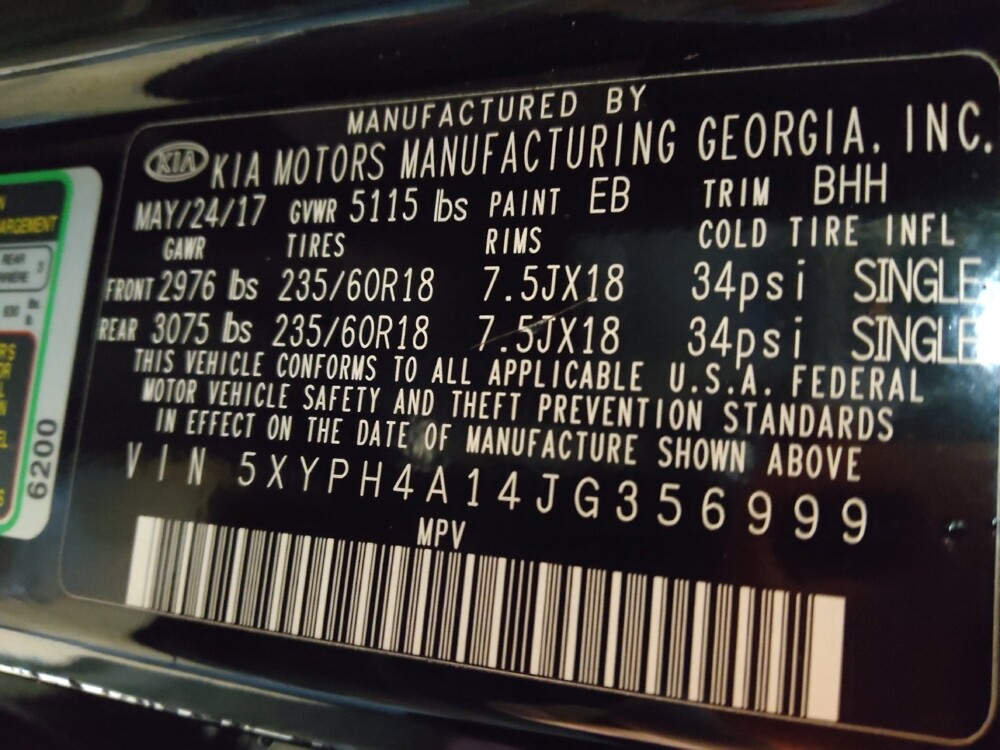 MANUFACTURED BY
KIA KIA MOTORS MANUFACTURING GEORGIA, INC.
MAY/24/17 GVWR 5115 lbs PAINT EB TRIM BHH
GAWR TIRES RIMS COLD TIRE INFL
FRONT 2976 lbs 235/60R18 7.5JX18 34psi SINGLE
REAR 3075 lbs 235/60R18 7.5JX18 34psi SINGLE
THIS VEHICLE CONFORMS TO ALL APPLICABLE U.S.A. FEDERAL
MOTOR VEHICLE SAFETY AND THEFT PREVENTION STANDARDS
IN EFFECT ON THE DATE OF MANUFACTURE SHOWN ABOVE
VIN 5XYPH4A14JG356999
MPV
REAR
6200